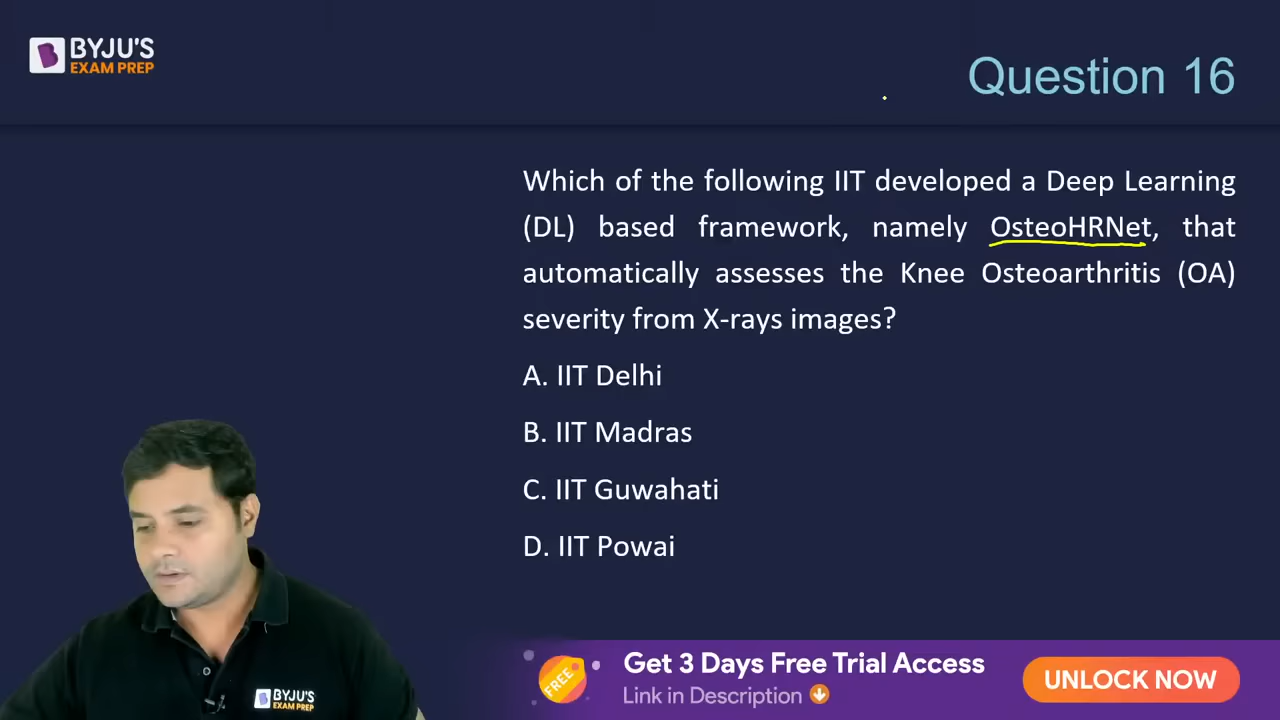 BYJU'S
EXAM PREP
Question 16
Which of the following IIT developed a Deep Learning
(DL) based framework, namely OsteoHRNet, that
automatically assesses the Knee Osteoarthritis (OA)
severity from X-rays images?
A. IIT Delhi
B. IIT Madras
C. IIT Guwahati
D. IIT Powai
BYJU'S
EXAM PREP
FREE
Get 3 Days Free Trial Access
Link in Description
UNLOCK NOW